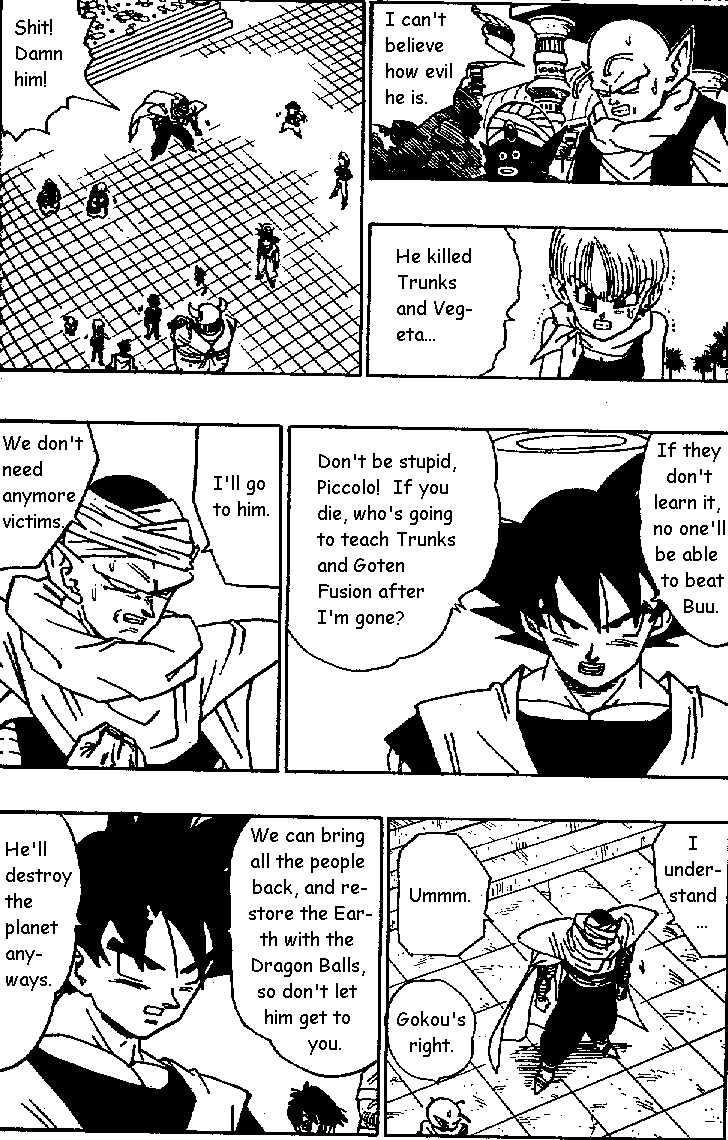 Shit!
Damn
him!
I can't
believe
how evil
he is.
He killed
Trunks
and Veg-
eta...
We don't
need
anymore
victims.
I'll go
to him.
Don't be stupid,
Piccolo! If you
die, who's going
to teach Trunks
and Goten
Fusion after
I'm gone?
If they
don't
learn it,
no one'll
be able
to beat
Buu.
He'll
destroy
the
planet
any-
ways.
We can bring
all the people
back, and re-
store the Ear-
th with the
Dragon Balls,
so don't let
him get to
you.
Ummm.
Gokou's
right.
I
under-
stand
...